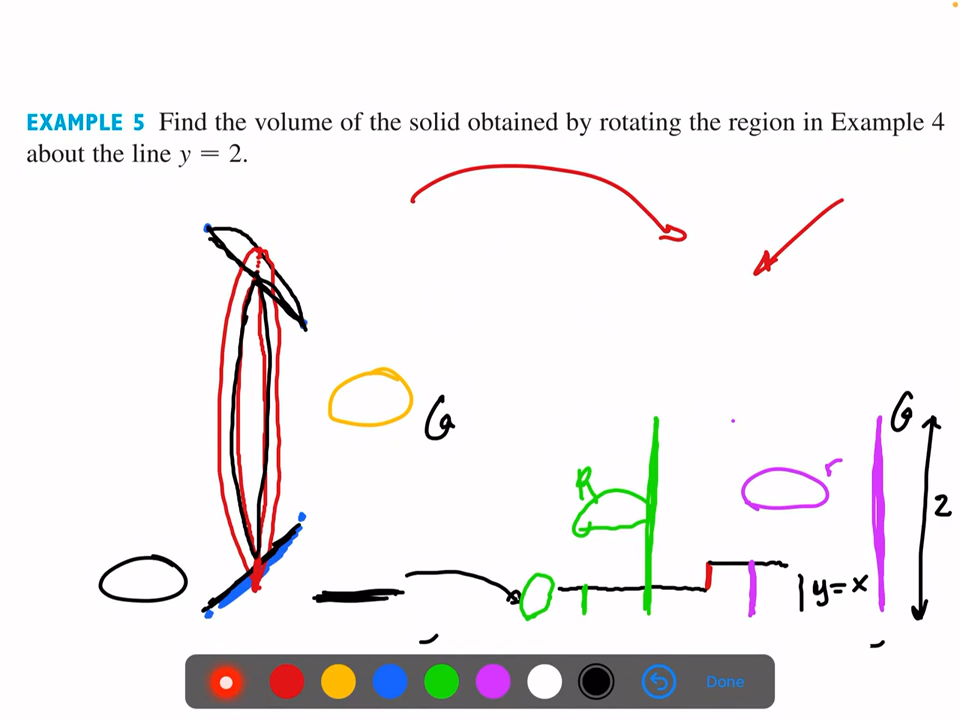 EXAMPLE 5 Find the volume of the solid obtained by rotating the region in Example 4
about the line y = 2.
R
r
2
y=x
Done